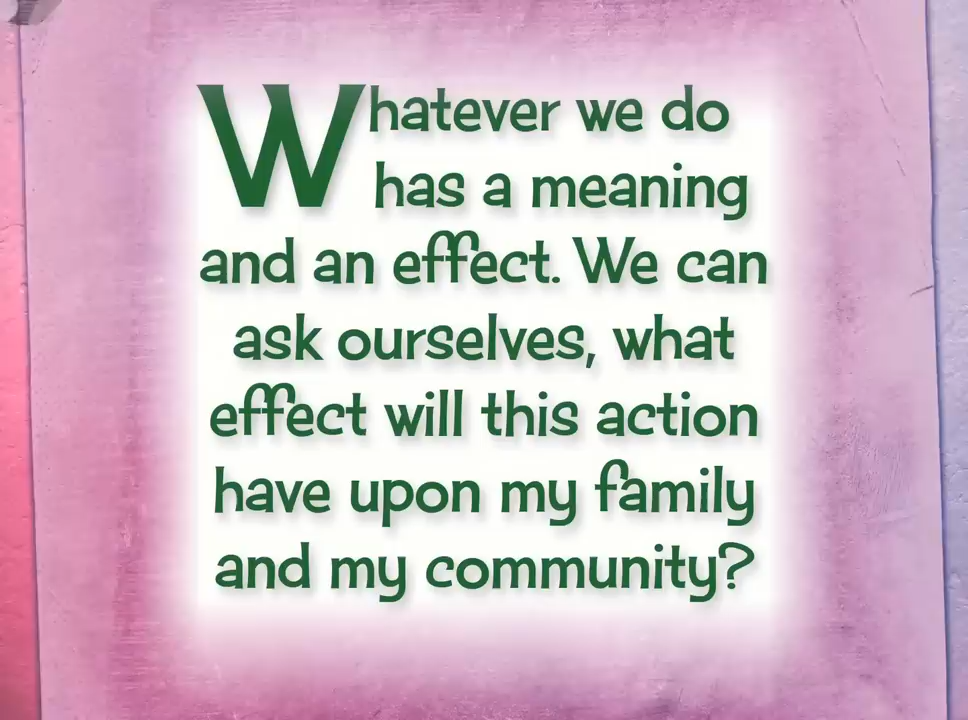 Whatever we do
has a meaning
and an effect. We can
ask ourselves, what
effect will this action
have upon my family
and my community?